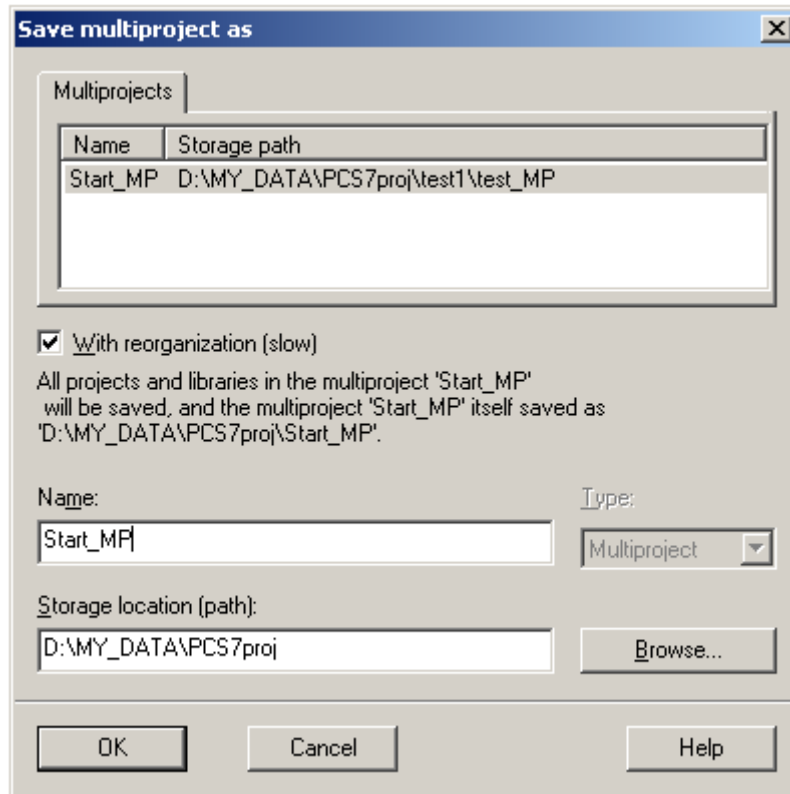 Save multiproject as
Multiprojects
Name Storage path
Start_MP D:\MY_DATA\PCS7proj\test1\test_MP
With reorganization (slow)
All projects and libraries in the multiproject 'Start_MP'
will be saved, and the multiproject 'Start_MP' itself saved as
'D:\MY_DATA\PCS7proj\Start_MP'.
Name: Type:
Start_MP Multiproject
Storage location (path):
D:\MY_DATA\PCS7proj Browse...
OK Cancel Help